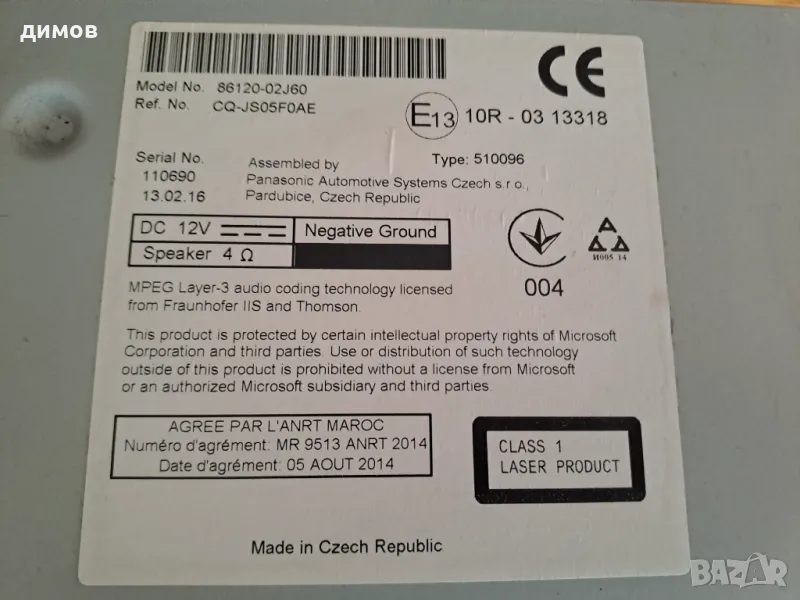 димов
Model No. 86120-02J60
Ref. No. CQ-JS05F0AE
CE
E13 10R - 03 13318
Serial No.
110690
13.02.16
Assembled by
Panasonic Automotive Systems Czech s.r.o.,
Pardubice, Czech Republic
Type: 510096
DC 12V
Negative Ground
Speaker 4 Ω
004
И005 14
MPEG Layer-3 audio coding technology licensed
from Fraunhofer IIS and Thomson.
This product is protected by certain intellectual property rights of Microsoft
Corporation and third parties. Use or distribution of such technology
outside of this product is prohibited without a license from Microsoft
or an authorized Microsoft subsidiary and third parties.
AGREE PAR L'ANRT MAROC
Numéro d'agrément: MR 9513 ANRT 2014
Date d'agrément: 05 AOUT 2014
CLASS 1
LASER PRODUCT
Made in Czech Republic
BAZAR